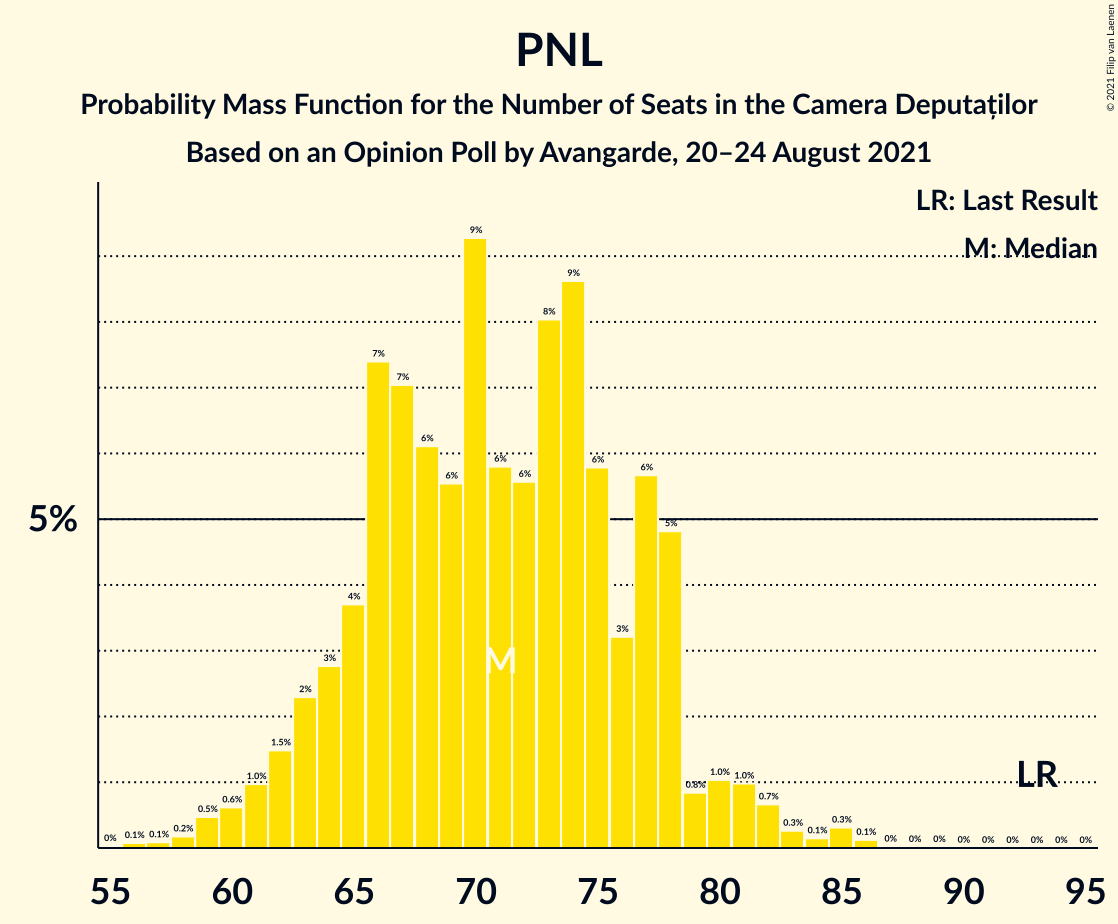 PNL
Probability Mass Function for the Number of Seats in the Camera Deputaților
Based on an Opinion Poll by Avangarde, 20–24 August 2021
© 2021 Filip van Laenen
LR: Last Result
M: Median
5%
0% 0.1% 0.1% 0.2% 0.5% 0.6% 1.0% 1.5% 2% 3% 4% 7% 7% 6% 6% 9% 6% 6% 8% 9% 6% 3% 6% 5% 0.8% 1.0% 1.0% 0.7% 0.3% 0.1% 0.3% 0.1% 0% 0% 0% 0% 0% 0% 0% 0% 0%
M
LR
55 60 65 70 75 80 85 90 95